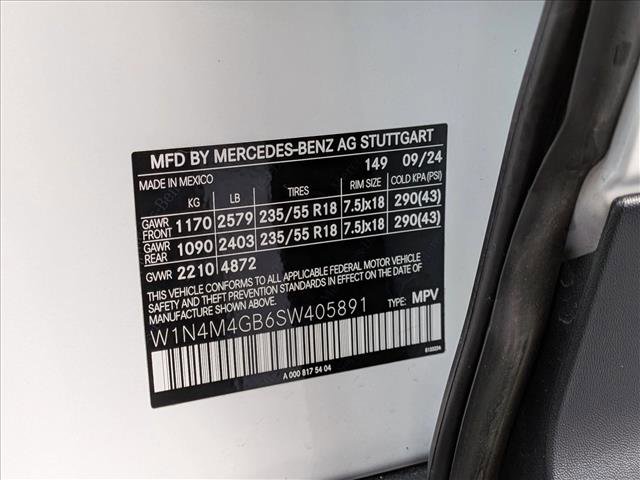 MFD BY MERCEDES-BENZ AG STUTTGART
149 09/24
MADE IN MEXICO
KG LB TIRES RIM SIZE COLD KPA (PSI)
GAWR FRONT 1170 2579 235/55 R18 7.5Jx18 290(43)
GAWR REAR 1090 2403 235/55 R18 7.5Jx18 290(43)
GVWR 2210 4872
THIS VEHICLE CONFORMS TO ALL APPLICABLE FEDERAL MOTOR VEHICLE
SAFETY BUMPER AND THEFT PREVENTION STANDARDS IN EFFECT ON THE DATE OF
MANUFACTURE SHOWN ABOVE.
W1N4M4GB6SW405891 TYPE: MPV
A 000 817 54 04